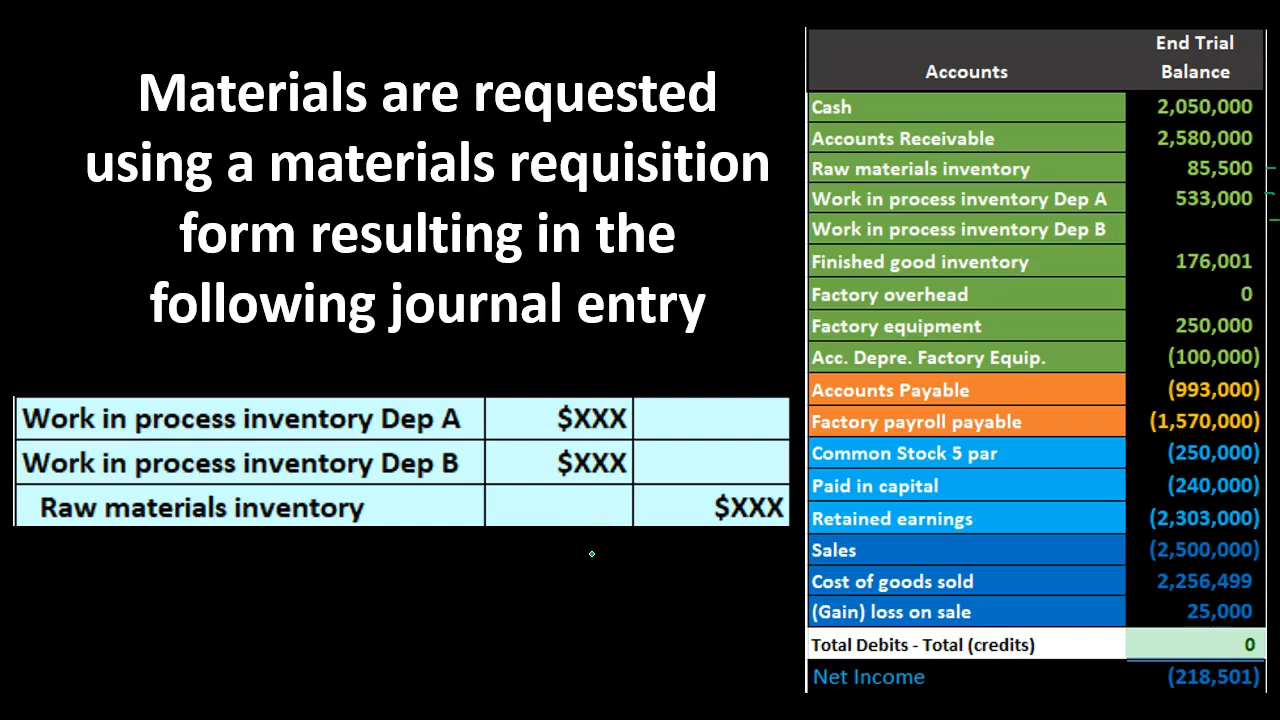 Materials are requested
using a materials requisition
form resulting in the
following journal entry
Work in process inventory Dep A $XXX
Work in process inventory Dep B $XXX
Raw materials inventory $XXX
End Trial
Accounts Balance
Cash 2,050,000
Accounts Receivable 2,580,000
Raw materials inventory 85,500
Work in process inventory Dep A 533,000
Work in process inventory Dep B
Finished good inventory 176,001
Factory overhead 0
Factory equipment 250,000
Acc. Depre. Factory Equip. (100,000)
Accounts Payable (993,000)
Factory payroll payable (1,570,000)
Common Stock 5 par (250,000)
Paid in capital (240,000)
Retained earnings (2,303,000)
Sales (2,500,000)
Cost of goods sold 2,256,499
(Gain) loss on sale 25,000
Total Debits - Total (credits) 0
Net Income (218,501)